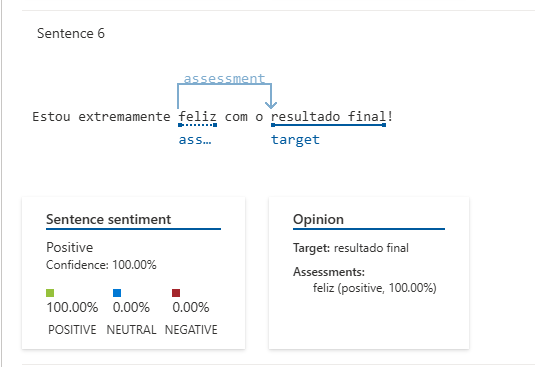 Sentence 6
assessment
Estou extremamente feliz com o resultado final!
ass... target
Sentence sentiment
Positive
Confidence: 100.00%
100.00% 0.00% 0.00%
POSITIVE NEUTRAL NEGATIVE
Opinion
Target: resultado final
Assessments:
feliz (positive, 100.00%)